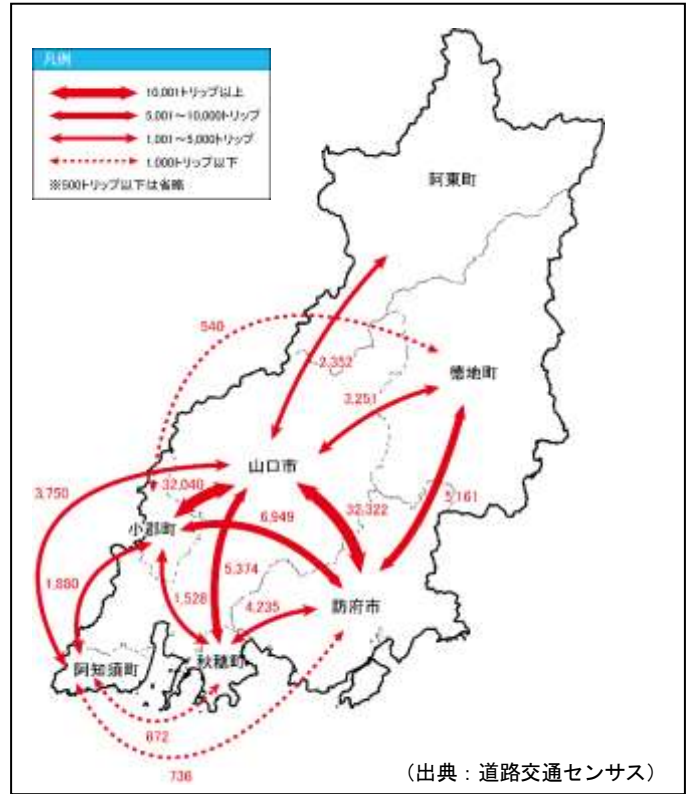 凡例
10,001トリップ以上
5,001～10,000トリップ
1,001～5,000トリップ
1,000トリップ以下
※500トリップ以下は省略
阿東町
540
2,352
徳地町
3,251
山口市
3,750
32,040
32,322
5,161
小郡町
6,949
5,374
1,880
1,528
4,235
防府市
阿知須町
秋穂町
872
736
（出典：道路交通センサス）